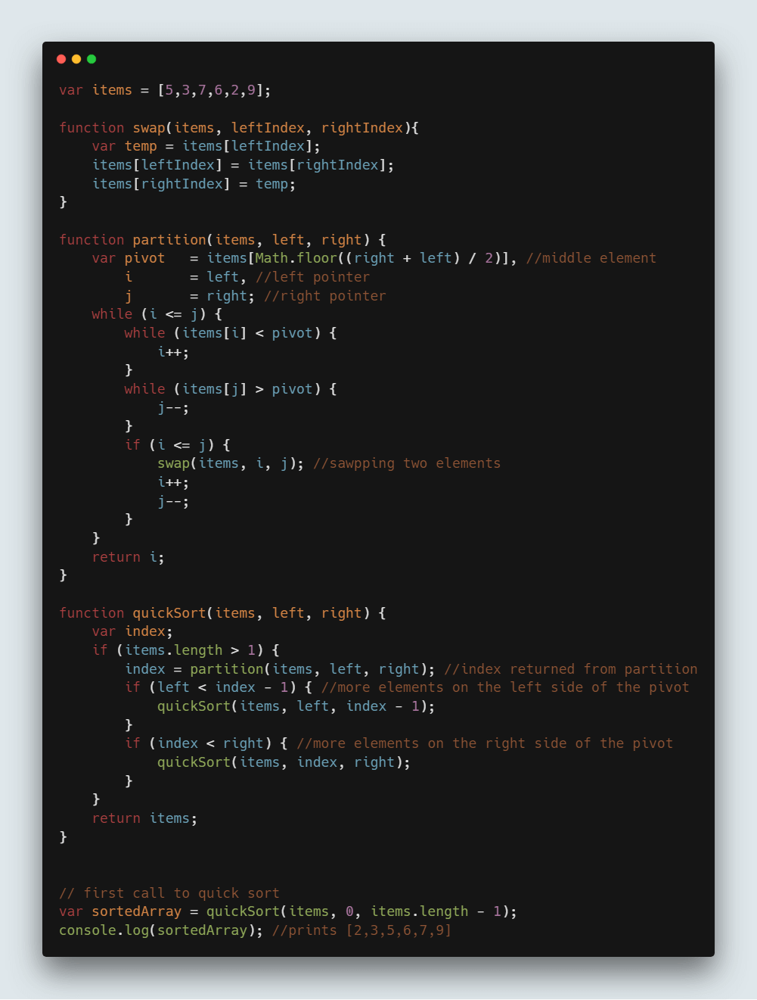 var items = [5,3,7,6,2,9];

function swap(items, leftIndex, rightIndex){
    var temp = items[leftIndex];
    items[leftIndex] = items[rightIndex];
    items[rightIndex] = temp;
}

function partition(items, left, right) {
    var pivot   = items[Math.floor((right + left) / 2)], //middle element
        i       = left, //left pointer
        j       = right; //right pointer
    while (i <= j) {
        while (items[i] < pivot) {
            i++;
        }
        while (items[j] > pivot) {
            j--;
        }
        if (i <= j) {
            swap(items, i, j); //sawpping two elements
            i++;
            j--;
        }
    }
    return i;
}

function quickSort(items, left, right) {
    var index;
    if (items.length > 1) {
        index = partition(items, left, right); //index returned from partition
        if (left < index - 1) { //more elements on the left side of the pivot
            quickSort(items, left, index - 1);
        }
        if (index < right) { //more elements on the right side of the pivot
            quickSort(items, index, right);
        }
    }
    return items;
}


// first call to quick sort
var sortedArray = quickSort(items, 0, items.length - 1);
console.log(sortedArray); //prints [2,3,5,6,7,9]